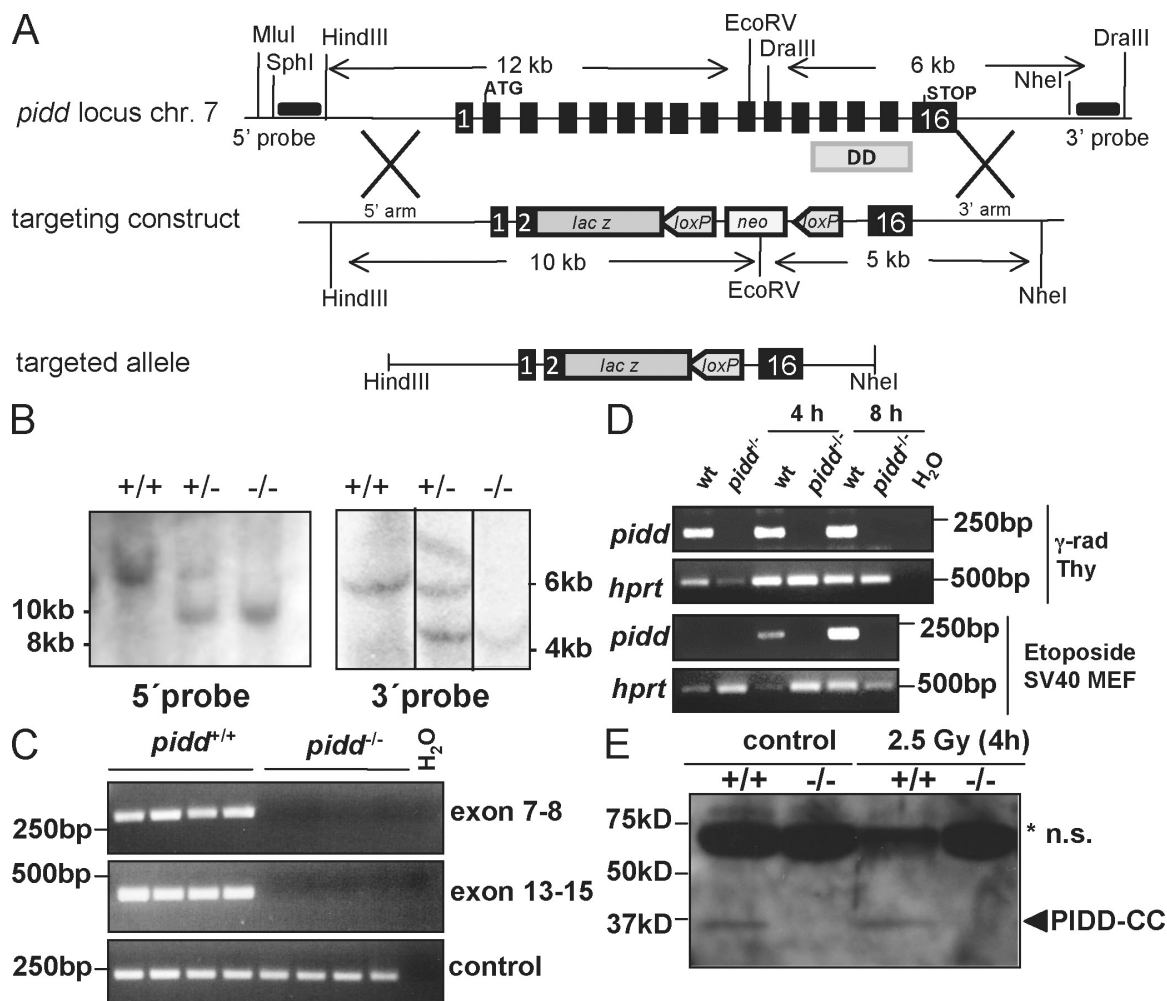 A
MluI
SphI
HindIII
EcoRV
DraIII
DraIII
NheI
12 kb
6 kb
ATG
STOP
pidd locus chr. 7
1
16
5' probe
3' probe
DD
5' arm
3' arm
targeting construct
1
2
lac z
loxP
neo
loxP
16
10 kb
5 kb
HindIII
EcoRV
NheI
targeted allele
1
2
lac z
loxP
16
HindIII
NheI
B
+/+ +/- -/-
+/+ +/- -/-
10kb
8kb
6kb
4kb
5´probe
3´probe
C
pidd+/+
pidd-/-
H2O
250bp
exon 7-8
500bp
exon 13-15
250bp
control
D
4 h
8 h
wt
pidd-/-
wt
pidd-/-
wt
pidd-/-
H2O
pidd
250bp
hprt
500bp
γ-rad
Thy
pidd
250bp
hprt
500bp
Etoposide
SV40 MEF
E
control
2.5 Gy (4h)
+/+ -/- +/+ -/-
75kD
* n.s.
50kD
37kD
PIDD-CC